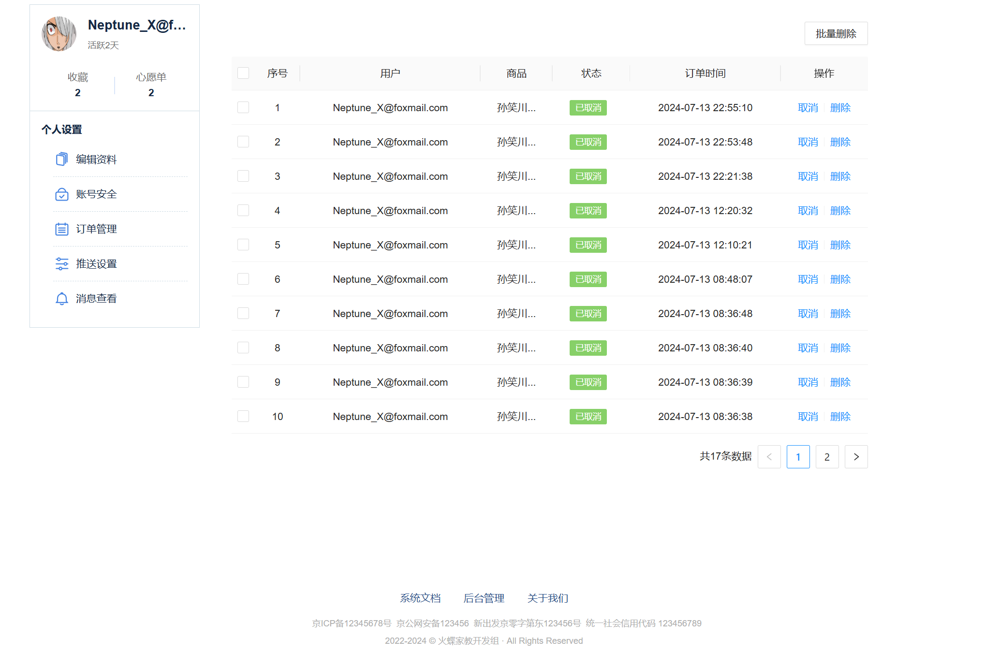 Neptune_X@f...
活跃2天
收藏 心愿单
2 2
个人设置
编辑资料
账号安全
订单管理
推送设置
消息查看
批量删除
序号 用户 商品 状态 订单时间 操作
1 Neptune_X@foxmail.com 孙笑川... 已取消 2024-07-13 22:55:10 取消 删除
2 Neptune_X@foxmail.com 孙笑川... 已取消 2024-07-13 22:53:48 取消 删除
3 Neptune_X@foxmail.com 孙笑川... 已取消 2024-07-13 22:21:38 取消 删除
4 Neptune_X@foxmail.com 孙笑川... 已取消 2024-07-13 12:20:32 取消 删除
5 Neptune_X@foxmail.com 孙笑川... 已取消 2024-07-13 12:10:21 取消 删除
6 Neptune_X@foxmail.com 孙笑川... 已取消 2024-07-13 08:48:07 取消 删除
7 Neptune_X@foxmail.com 孙笑川... 已取消 2024-07-13 08:36:48 取消 删除
8 Neptune_X@foxmail.com 孙笑川... 已取消 2024-07-13 08:36:40 取消 删除
9 Neptune_X@foxmail.com 孙笑川... 已取消 2024-07-13 08:36:39 取消 删除
10 Neptune_X@foxmail.com 孙笑川... 已取消 2024-07-13 08:36:38 取消 删除
共17条数据 < 1 2 >
系统文档 后台管理 关于我们
京ICP备12345678号 京公网安备123456 新出发京零字第东123456号 统一社会信用代码 123456789
2022-2024 © 火蝶家教开发组 · All Rights Reserved